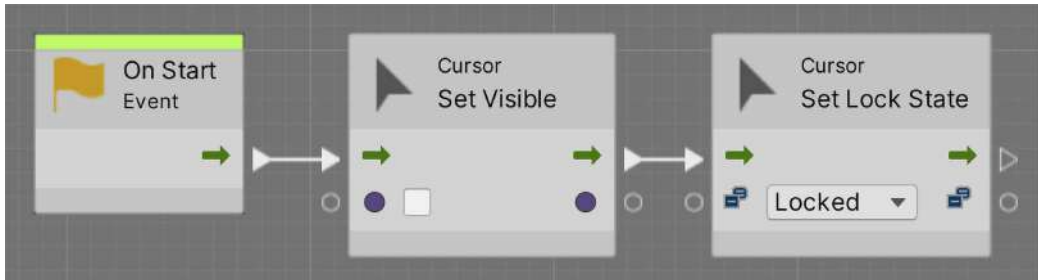 On Start
Event
Cursor
Set Visible
Cursor
Set Lock State
Locked